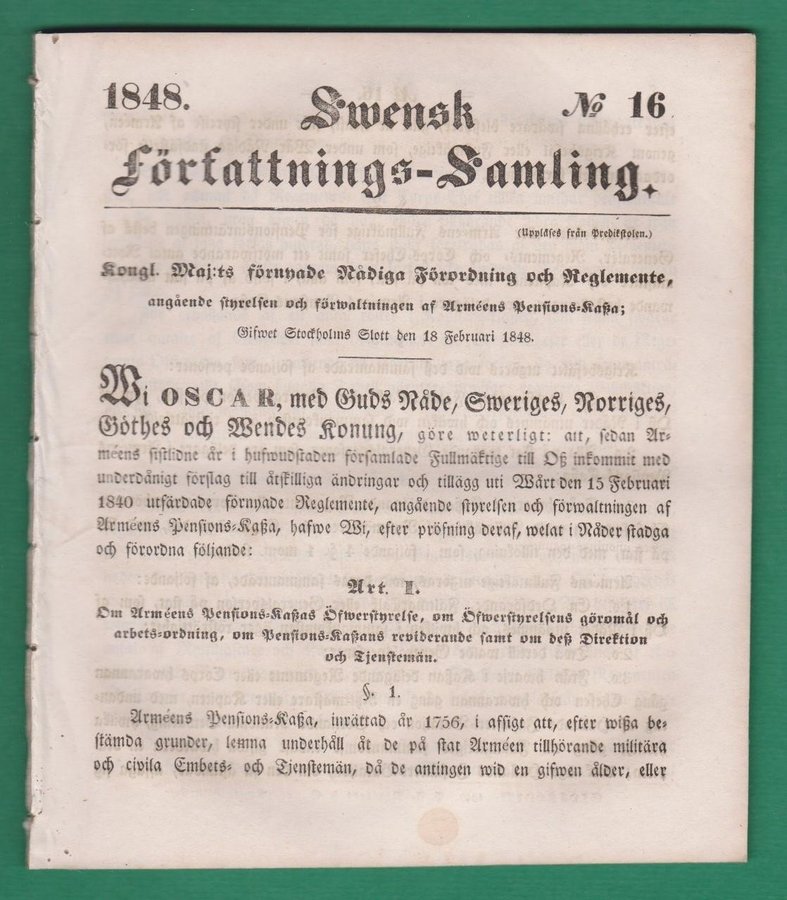 1848.
Swensk
№ 16
Författnings-Samling.
(Uppläses från Predikstolen.)
Kongl. Maj:ts förnyade Nådiga Förordning och Reglemente,
angående styrelsen och förwaltningen af Arméens Pensions-Kaßa;
Gifwet Stockholms Slott den 18 Februari 1848.
Wi OSCAR, med Guds Nåde, Sweriges, Norriges,
Göthes och Wendes Konung, göre weterligt: att, sedan Ar-
méens sistlidne år i hufwudstaden församlade Fullmäktige till Oß inkommit med
underdånigt förslag till åtskilliga ändringar och tillägg uti Wårt den 15 Februari
1840 utfärdade förnyade Reglemente, angående styrelsen och förwaltningen af
Arméens Pensions-Kaßa, hafwe Wi, efter pröfning deraf, welat i Nåder stadga
och förordna följande:
Art. I.
Om Arméens Pensions-Kaßas Öfwerstyrelse, om Öfwerstyrelsens göromål och
arbets-ordning, om Pensions-Kaßans reviderande samt om deß Direktion
och Tjenstemän.
§. 1.
Arméens Pensions-Kaßa, inrättad år 1756, i afsigt att, efter wißa be-
stämda grunder, lemna underhåll åt de på stat Arméen tillhörande militära
och civila Embets- och Tjenstemän, då de antingen wid en gifwen ålder, eller